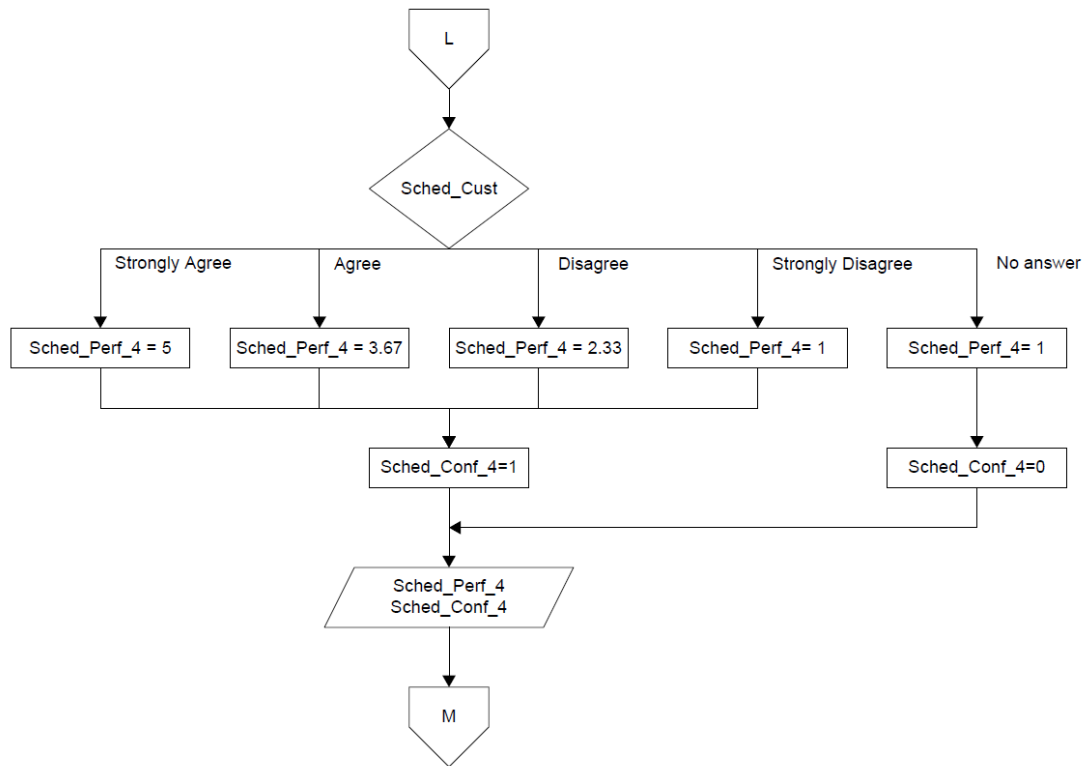 L
Sched_Cust
Strongly Agree
Agree
Disagree
Strongly Disagree
No answer
Sched_Perf_4 = 5
Sched_Perf_4 = 3.67
Sched_Perf_4 = 2.33
Sched_Perf_4= 1
Sched_Perf_4= 1
Sched_Conf_4=1
Sched_Conf_4=0
Sched_Perf_4
Sched_Conf_4
M